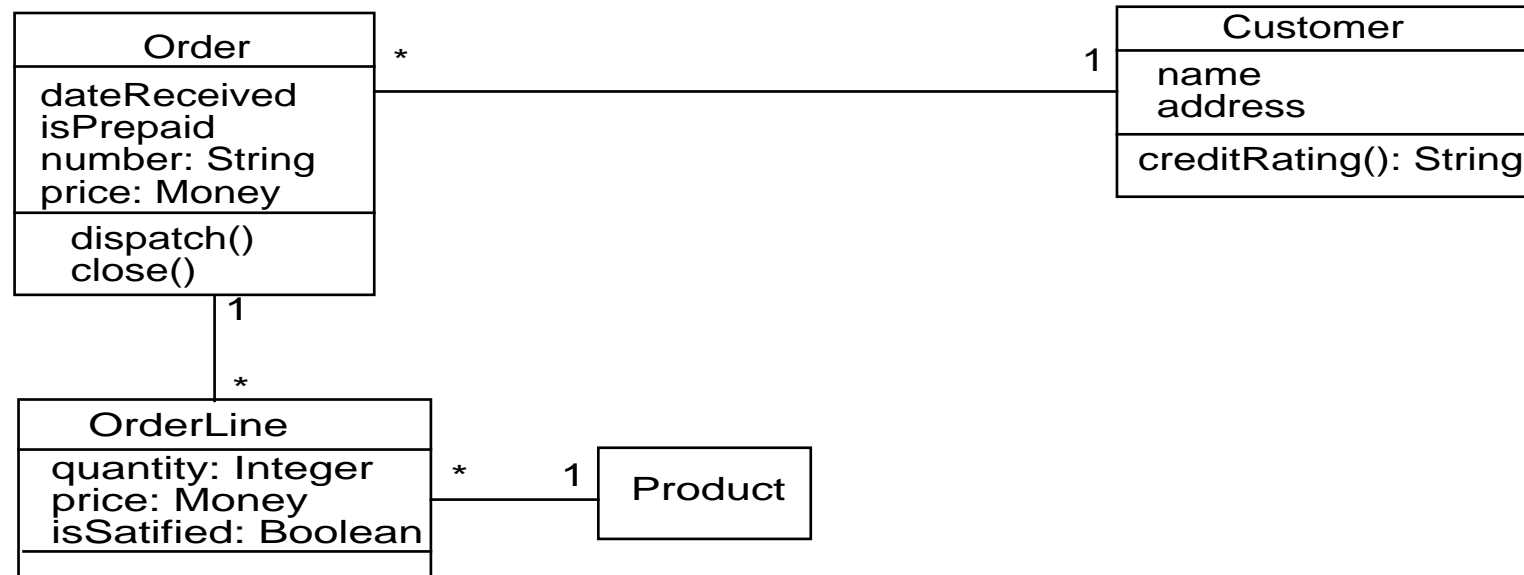 Order
dateReceived
isPrepaid
number: String
price: Money
dispatch()
close()
*
1
Customer
name
address
creditRating(): String
1
*
OrderLine
quantity: Integer
price: Money
isSatified: Boolean
*
1
Product